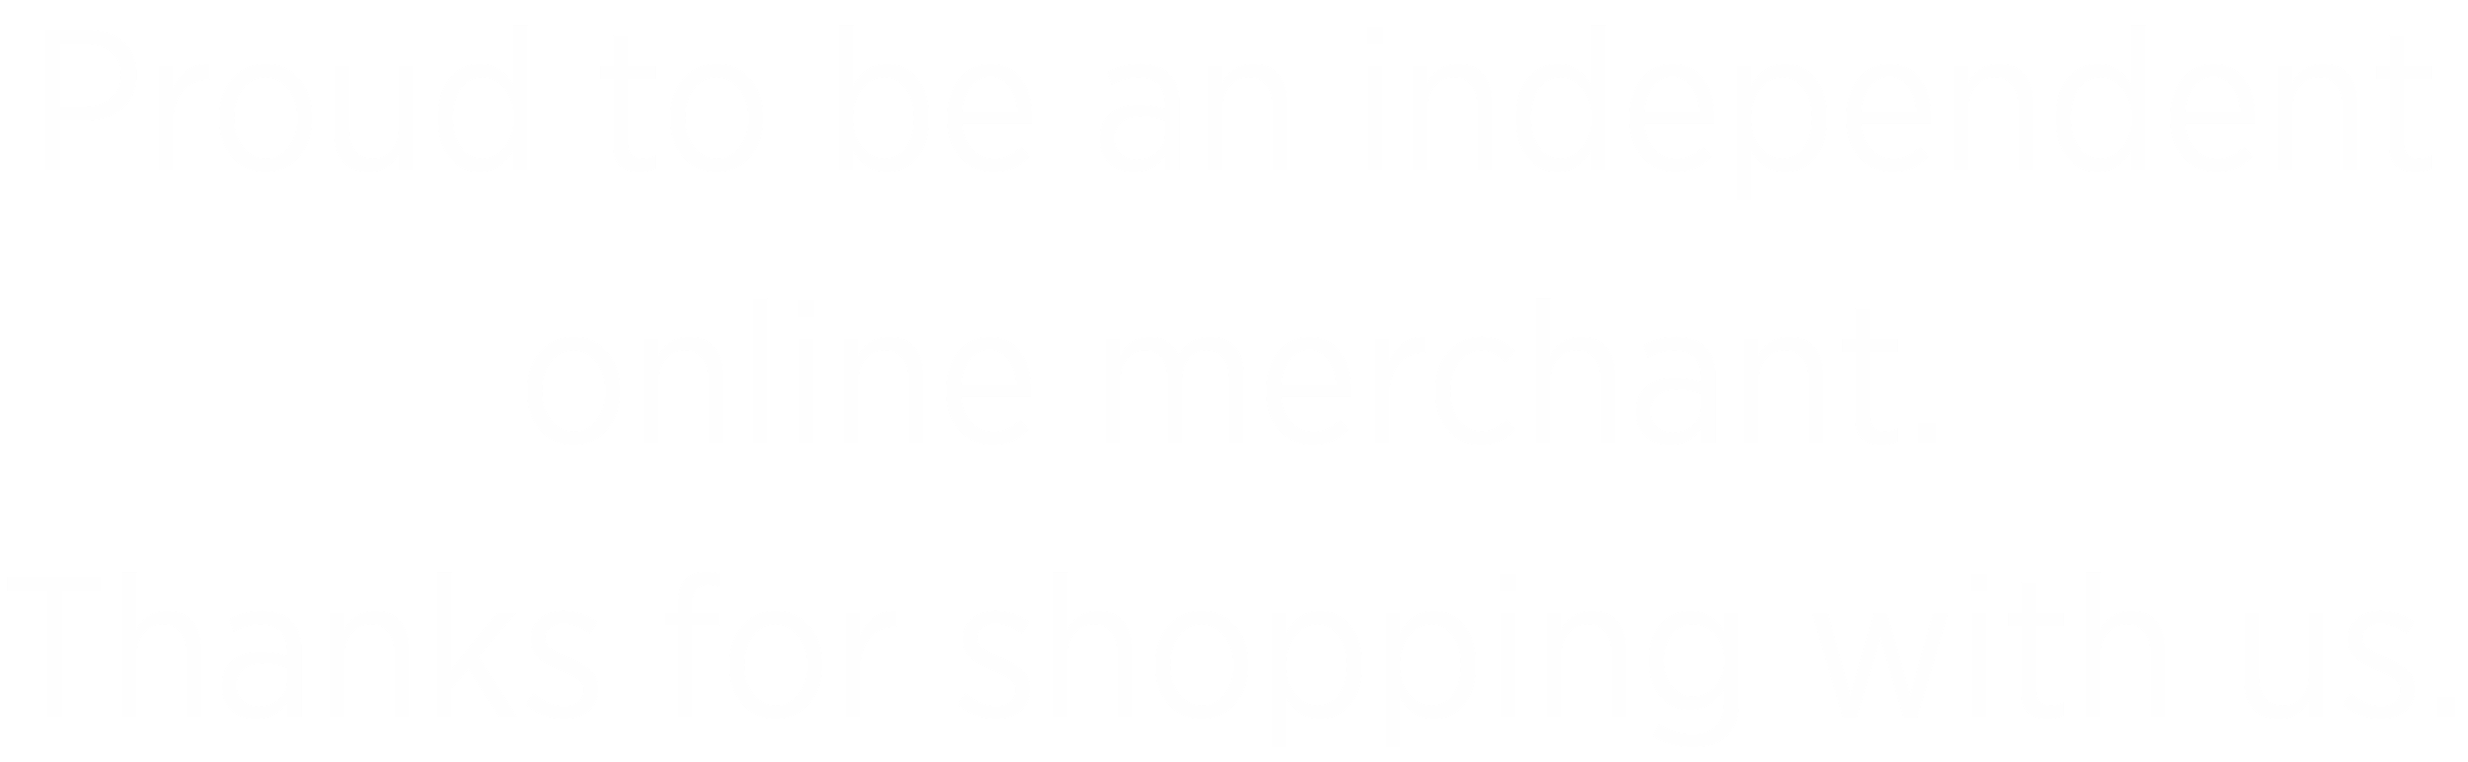 Proud to be an independent
online merchant.
Thanks for shopping with us.